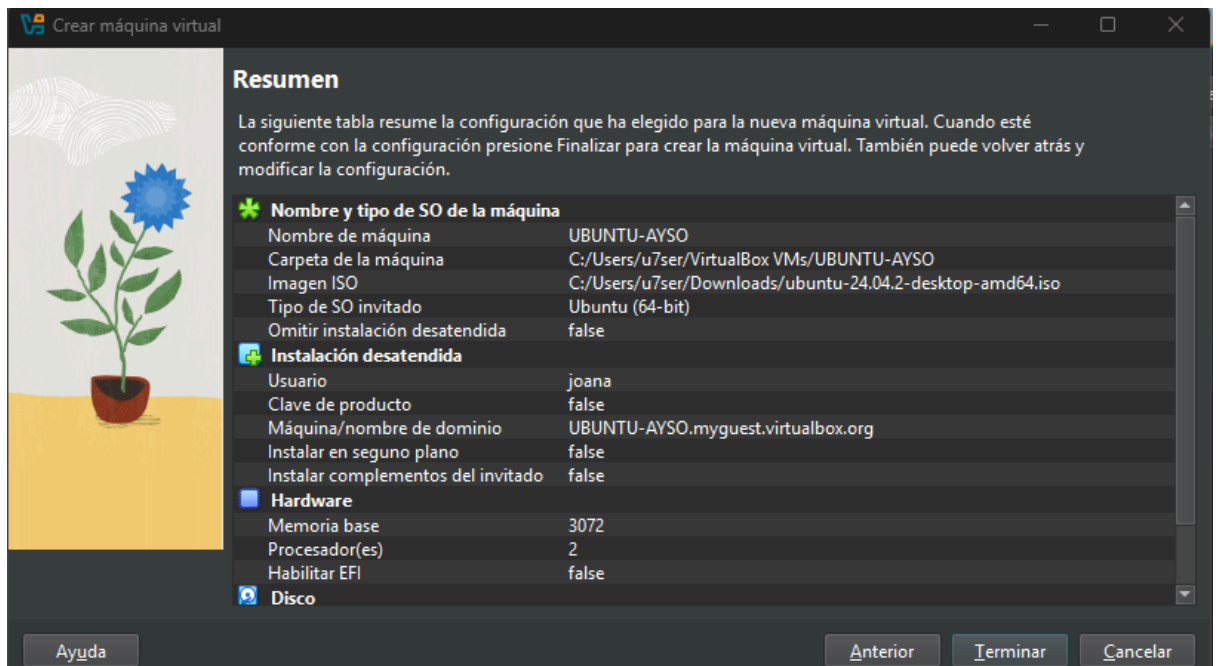 Crear máquina virtual
Resumen
La siguiente tabla resume la configuración que ha elegido para la nueva máquina virtual. Cuando esté
conforme con la configuración presione Finalizar para crear la máquina virtual. También puede volver atrás y
modificar la configuración.
Nombre y tipo de SO de la máquina
Nombre de máquina UBUNTU-AYSO
Carpeta de la máquina C:/Users/u7ser/VirtualBox VMs/UBUNTU-AYSO
Imagen ISO C:/Users/u7ser/Downloads/ubuntu-24.04.2-desktop-amd64.iso
Tipo de SO invitado Ubuntu (64-bit)
Omitir instalación desatendida false
Instalación desatendida
Usuario joana
Clave de producto false
Máquina/nombre de dominio UBUNTU-AYSO.myguest.virtualbox.org
Instalar en seguno plano false
Instalar complementos del invitado false
Hardware
Memoria base 3072
Procesador(es) 2
Habilitar EFI false
Disco
Ayuda Anterior Terminar Cancelar